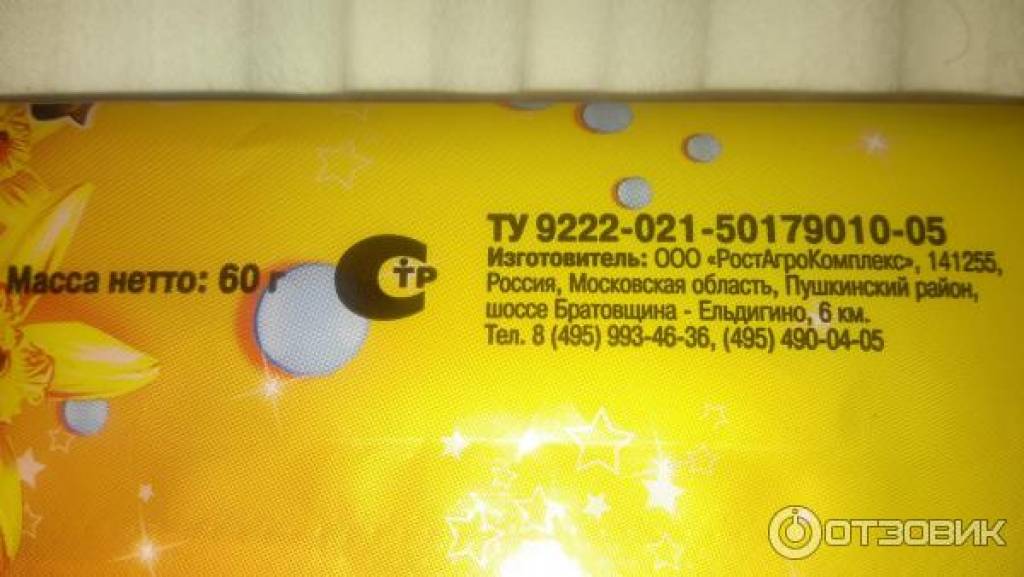 Масса нетто: 60 г
СТР
ТУ 9222-021-50179010-05
Изготовитель: ООО «РостАгроКомплекс», 141255,
Россия, Московская область, Пушкинский район,
шоссе Братовщина - Ельдигино, 6 км.
Тел. 8 (495) 993-46-36, (495) 490-04-05
ОТЗОВИК